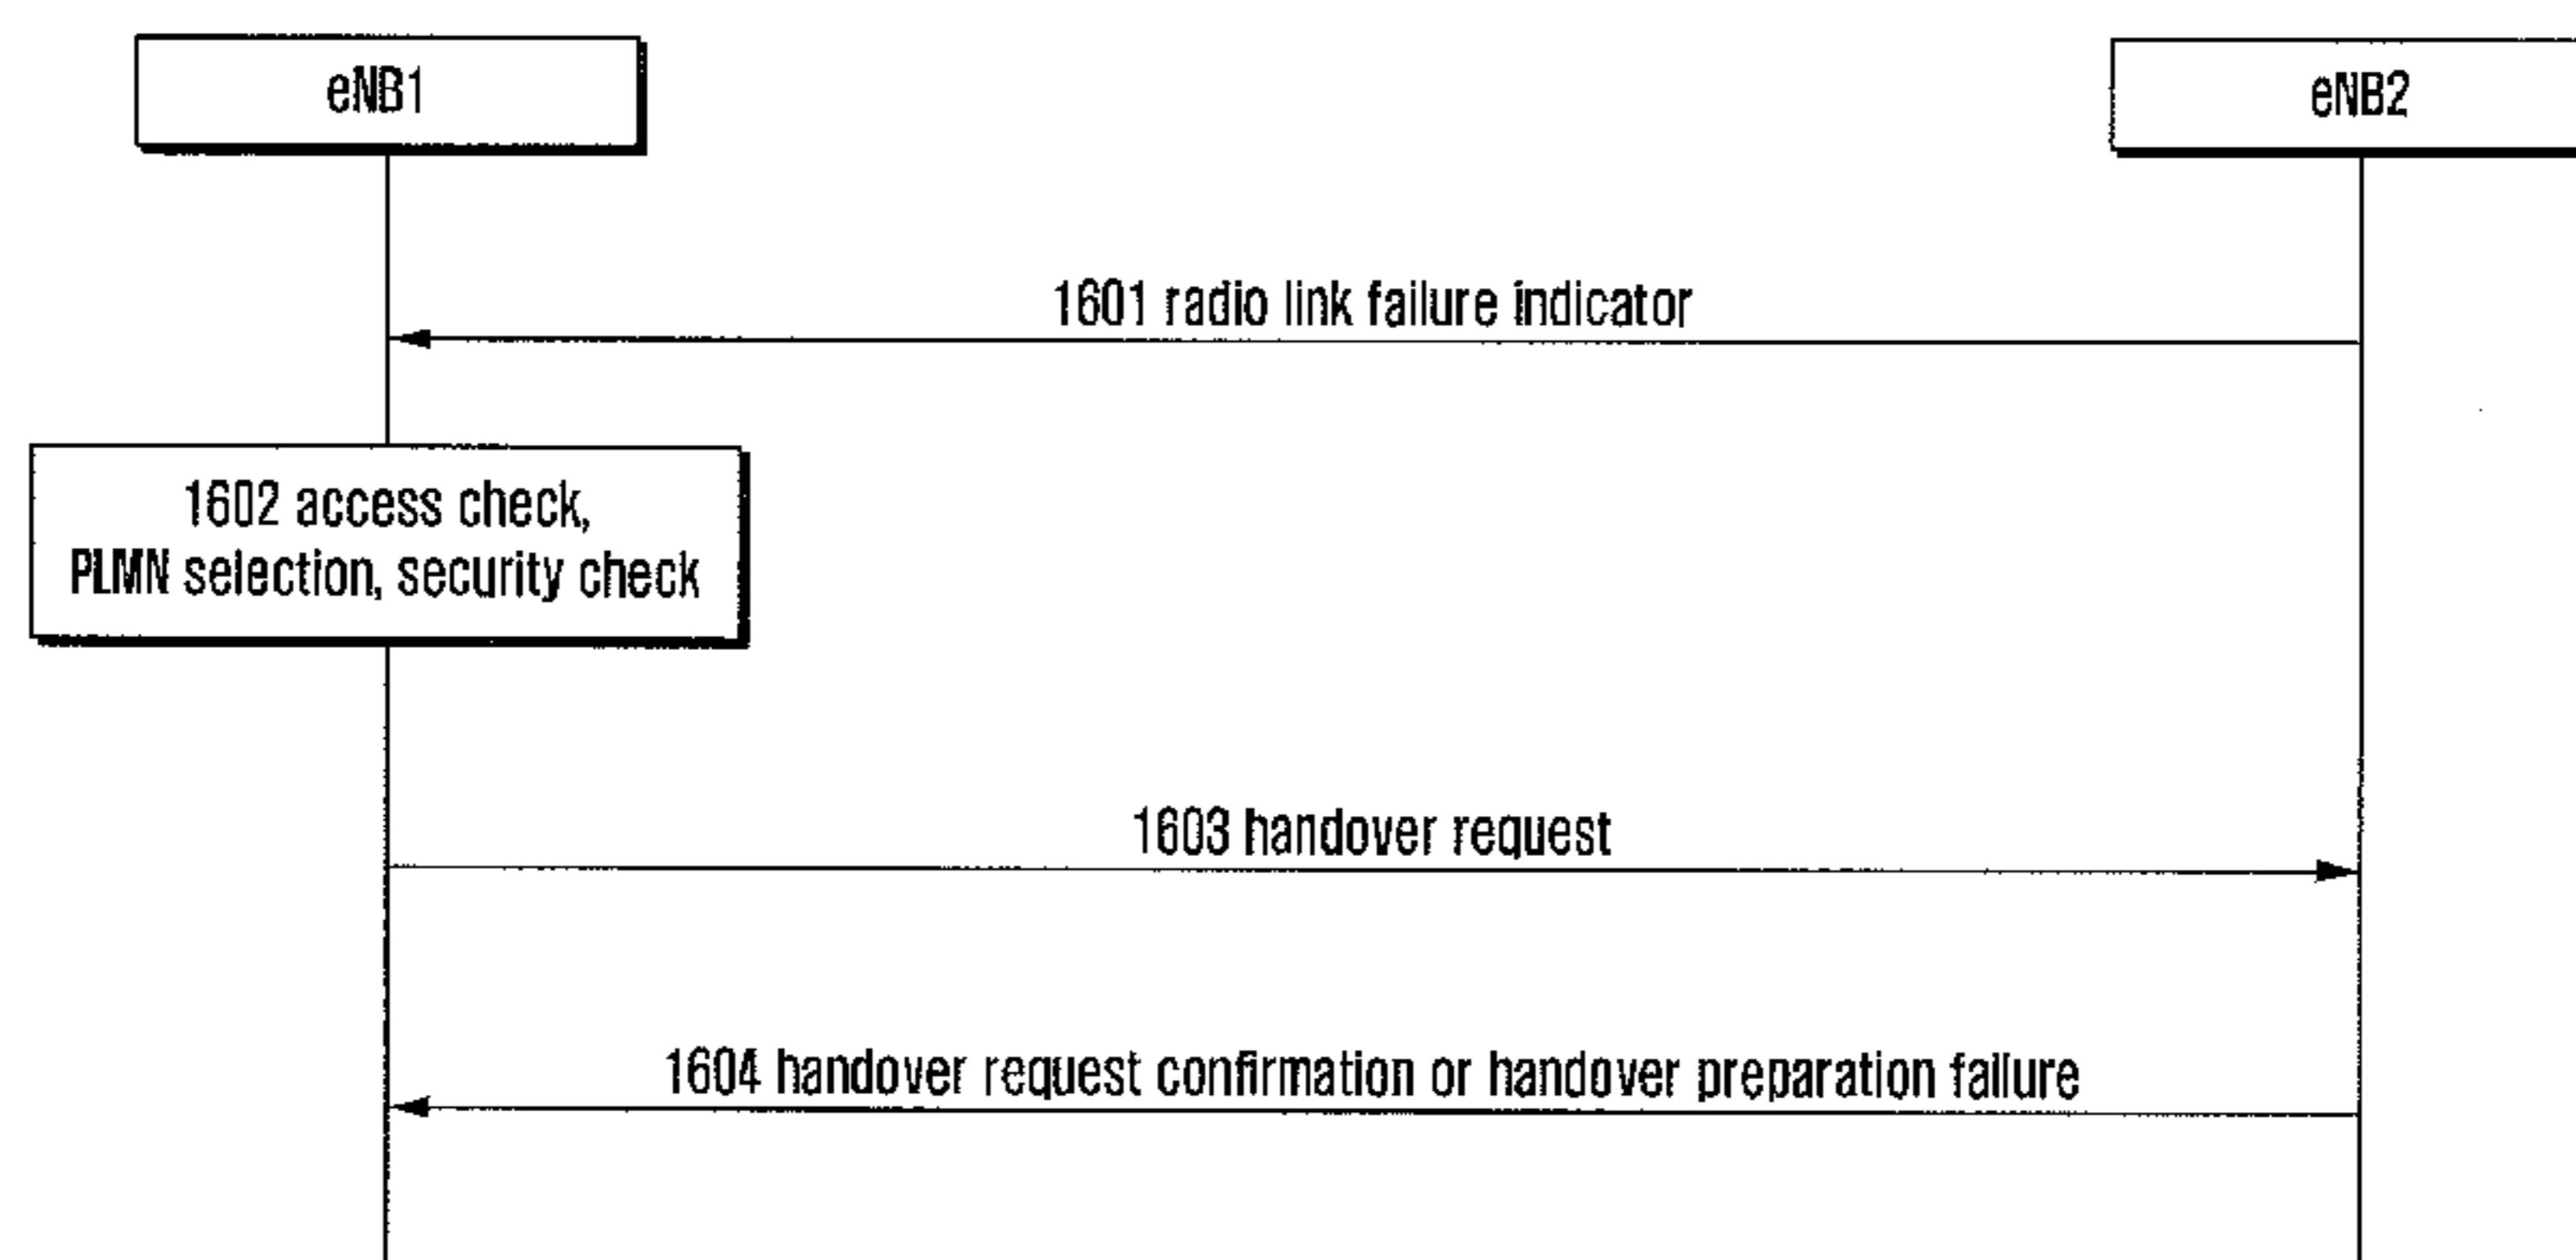 eNB1
eNB2
1601 radio link failure indicator
1602 access check,
PLMN selection, security check
1603 handover request
1604 handover request confirmation or handover preparation failure